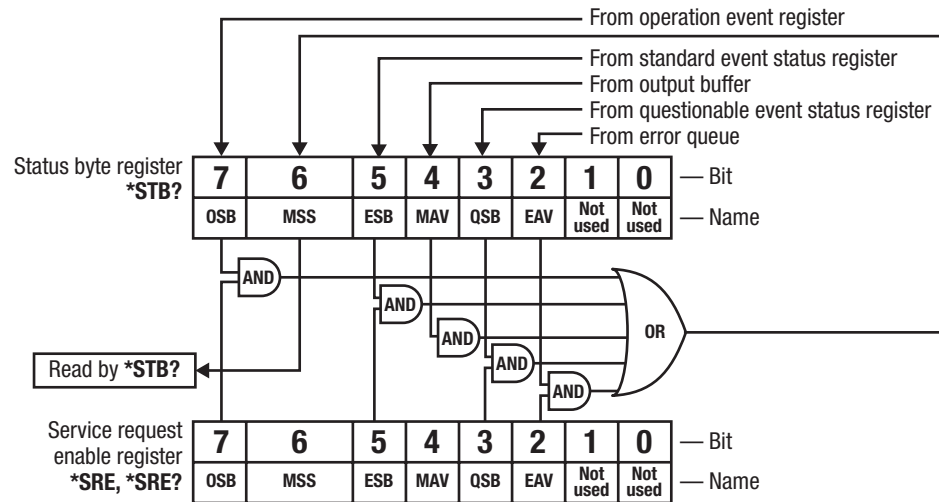 From operation event register
From standard event status register
From output buffer
From questionable event status register
From error queue
Status byte register
*STB?
7 6 5 4 3 2 1 0 — Bit
OSB MSS ESB MAV QSB EAV Not used Not used — Name
AND
AND
AND
AND
AND
OR
Read by *STB?
Service request
enable register
*SRE, *SRE?
7 6 5 4 3 2 1 0 — Bit
OSB MSS ESB MAV QSB EAV Not used Not used — Name